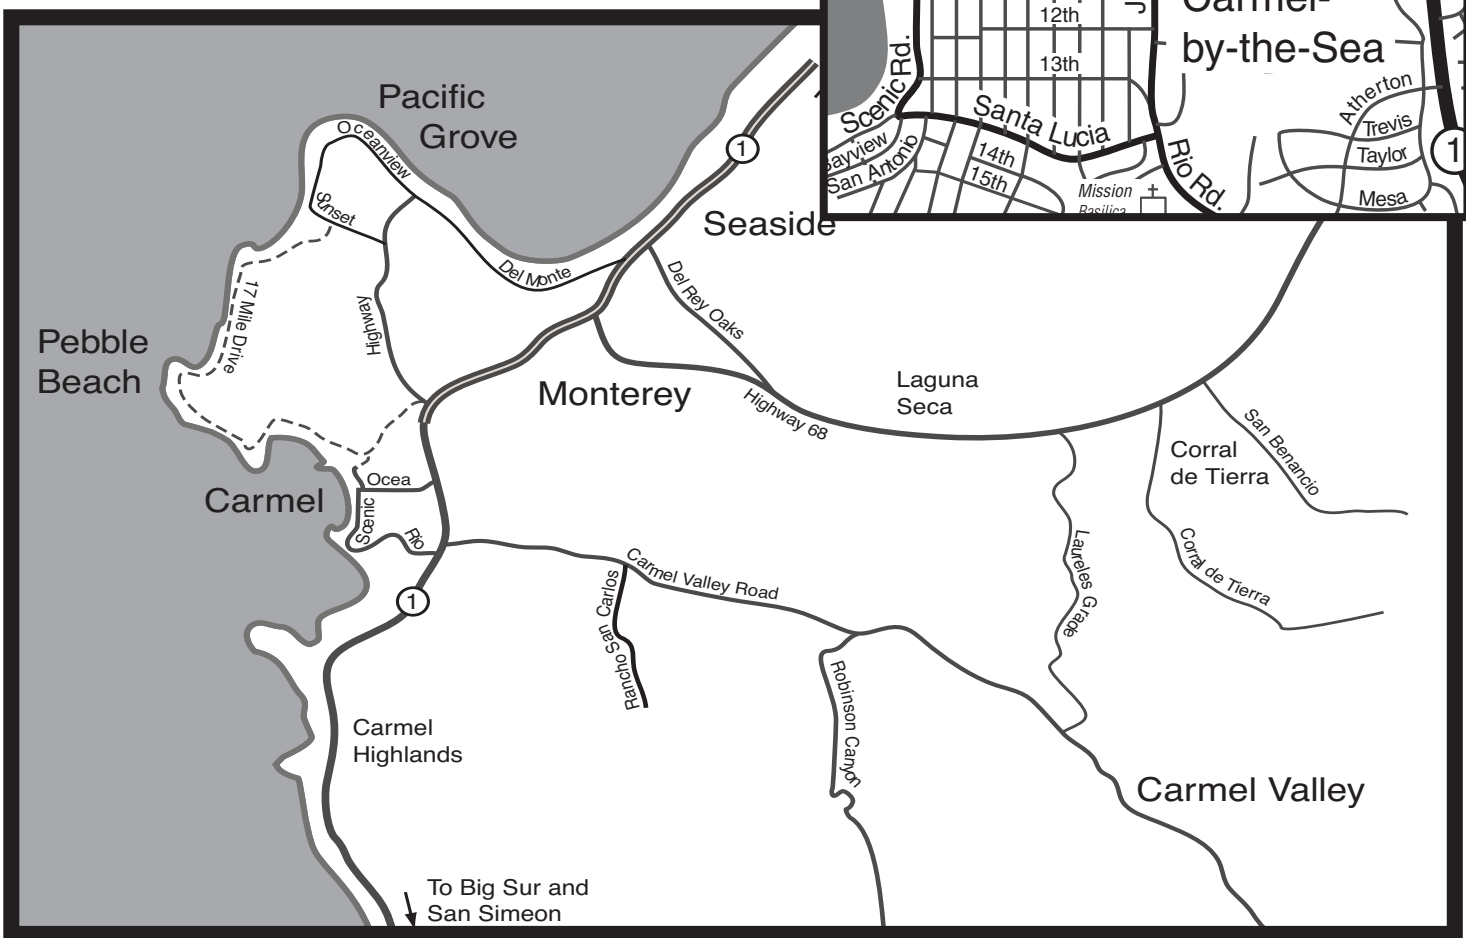 Pacific
Grove
Oceanview
Sunset
Del Monte
1
Seaside
17 Mile Drive
Highway
Pebble
Beach
Del Rey Oaks
Monterey
Highway 68
Laguna
Seca
Corral
de Tierra
San Benancio
Corral de Tierra
Laureles Grade
Carmel
Ocea
Scenic
Rio
1
Carmel Valley Road
Rancho San Carlos
Robinson Canyon
Carmel
Highlands
Carmel Valley
To Big Sur and
San Simeon
12th
J
Carmel-
by-the-Sea
13th
Scenic Rd.
Santa Lucia
Bayview
San Antonio
14th
15th
Mission
Basilica
Rio Rd.
Atherton
Trevis
Taylor
Mesa
1